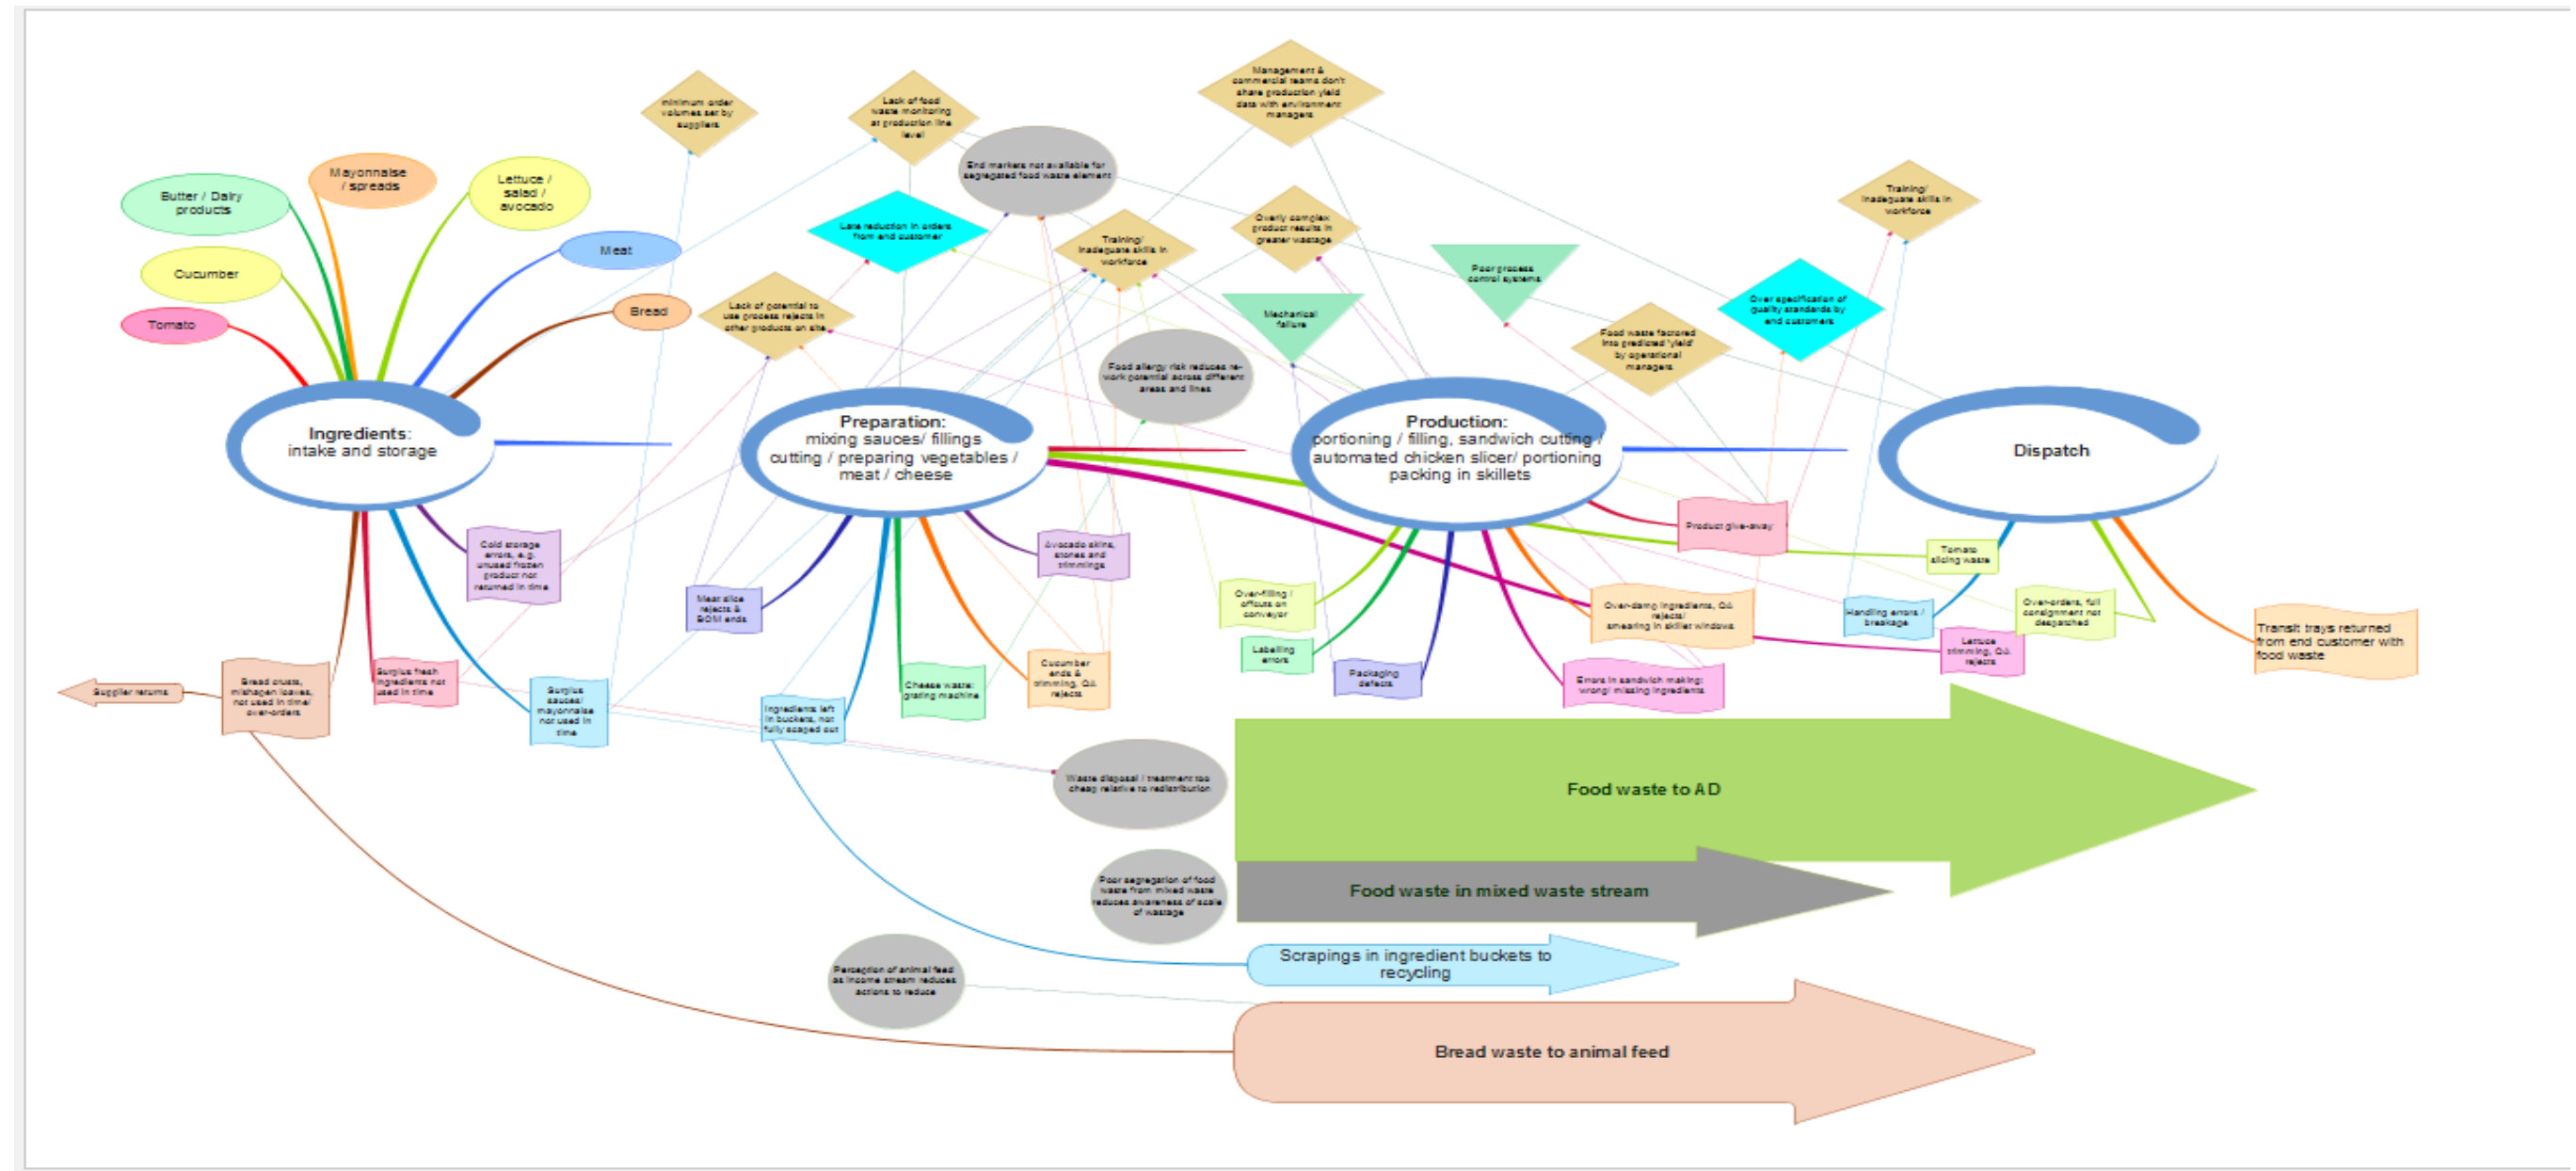 minimum order
volumes set by
suppliers
Lack of food
waste monitoring
at production line
level
Management &
commercial teams don't
share production yield
data with environment
managers
End markets not available for
segregated food waste element
Butter / Dairy
products
Mayonnaise
/ spreads
Lettuce /
salad /
avocado
Meat
Cucumber
Tomato
Bread
Late reduction in orders
from end customer
Training/
inadequate skills in
workforce
Overly complex
product results in
greater wastage
Poor process
control systems
Training/
inadequate skills in
workforce
Lack of potential to
use process rejects in
other products on site
Mechanical
failure
Over specification of
quality standards by
end customers
Food waste factored
into predicted 'yield'
by operational
managers
Food allergy risk reduces re-
work potential across different
areas and lines
Ingredients:
intake and storage
Preparation:
mixing sauces/ fillings
cutting / preparing vegetables /
meat / cheese
Production:
portioning / filling, sandwich cutting /
automated chicken slicer/ portioning
packing in skillets
Dispatch
Cold storage
errors, e.g.
unused frozen
product not
returned in time
Avocado skins,
stones and
trimmings
Product give-away
Tomato
slicing waste
Meat slice
rejects &
BOM ends
Over-filling /
offcuts on
conveyor
Over-damp ingredients, QA
rejects/
smearing in skillet windows
Handling errors /
breakage
Over-orders, full
consignment not
despatched
Transit trays returned
from end customer with
food waste
Labelling
errors
Lettuce
trimming, QA
rejects
Packaging
defects
Errors in sandwich making:
wrong/ missing ingredients
Supplier returns
Bread crusts,
mishapen loaves,
not used in time/
over-orders
Surplus fresh
ingredients not
used in time
Surplus
sauces/
mayonnaise
not used in
time
Ingredients left
in buckets, not
fully scaped out
Cheese waste:
grating machine
Cucumber
ends &
trimming, QA
rejects
Waste disposal / treatment too
cheap relative to redistribution
Food waste to AD
Poor segregation of food
waste from mixed waste
reduces awareness of scale
of wastage
Food waste in mixed waste stream
Scrapings in ingredient buckets to
recycling
Perception of animal feed
as income stream reduces
actions to reduce
Bread waste to animal feed